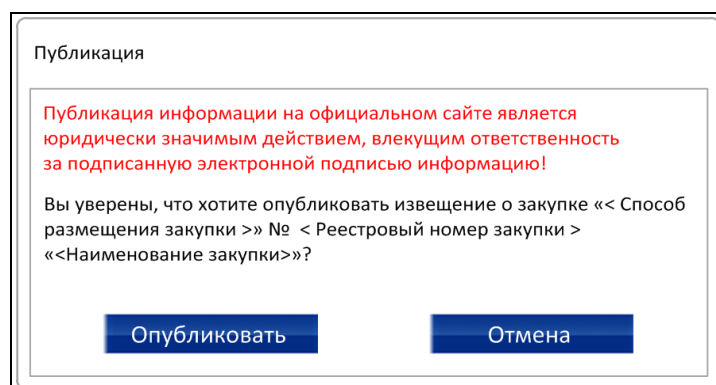 Публикация
Публикация информации на официальном сайте является
юридически значимым действием, влекущим ответственность
за подписанную электронной подписью информацию!
Вы уверены, что хотите опубликовать извещение о закупке «< Способ
размещения закупки >» № < Реестровый номер закупки >
«<Наименование закупки>»?
Опубликовать
Отмена